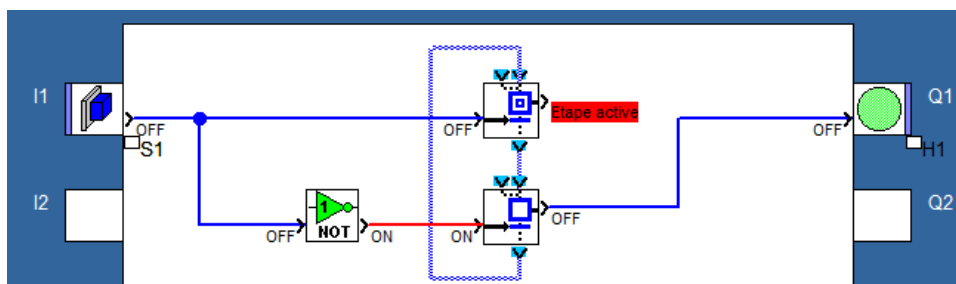 I1
OFF
S1
OFF
Etape active
OFF
Q1
H1
I2
OFF
1
NOT
ON
ON
OFF
Q2